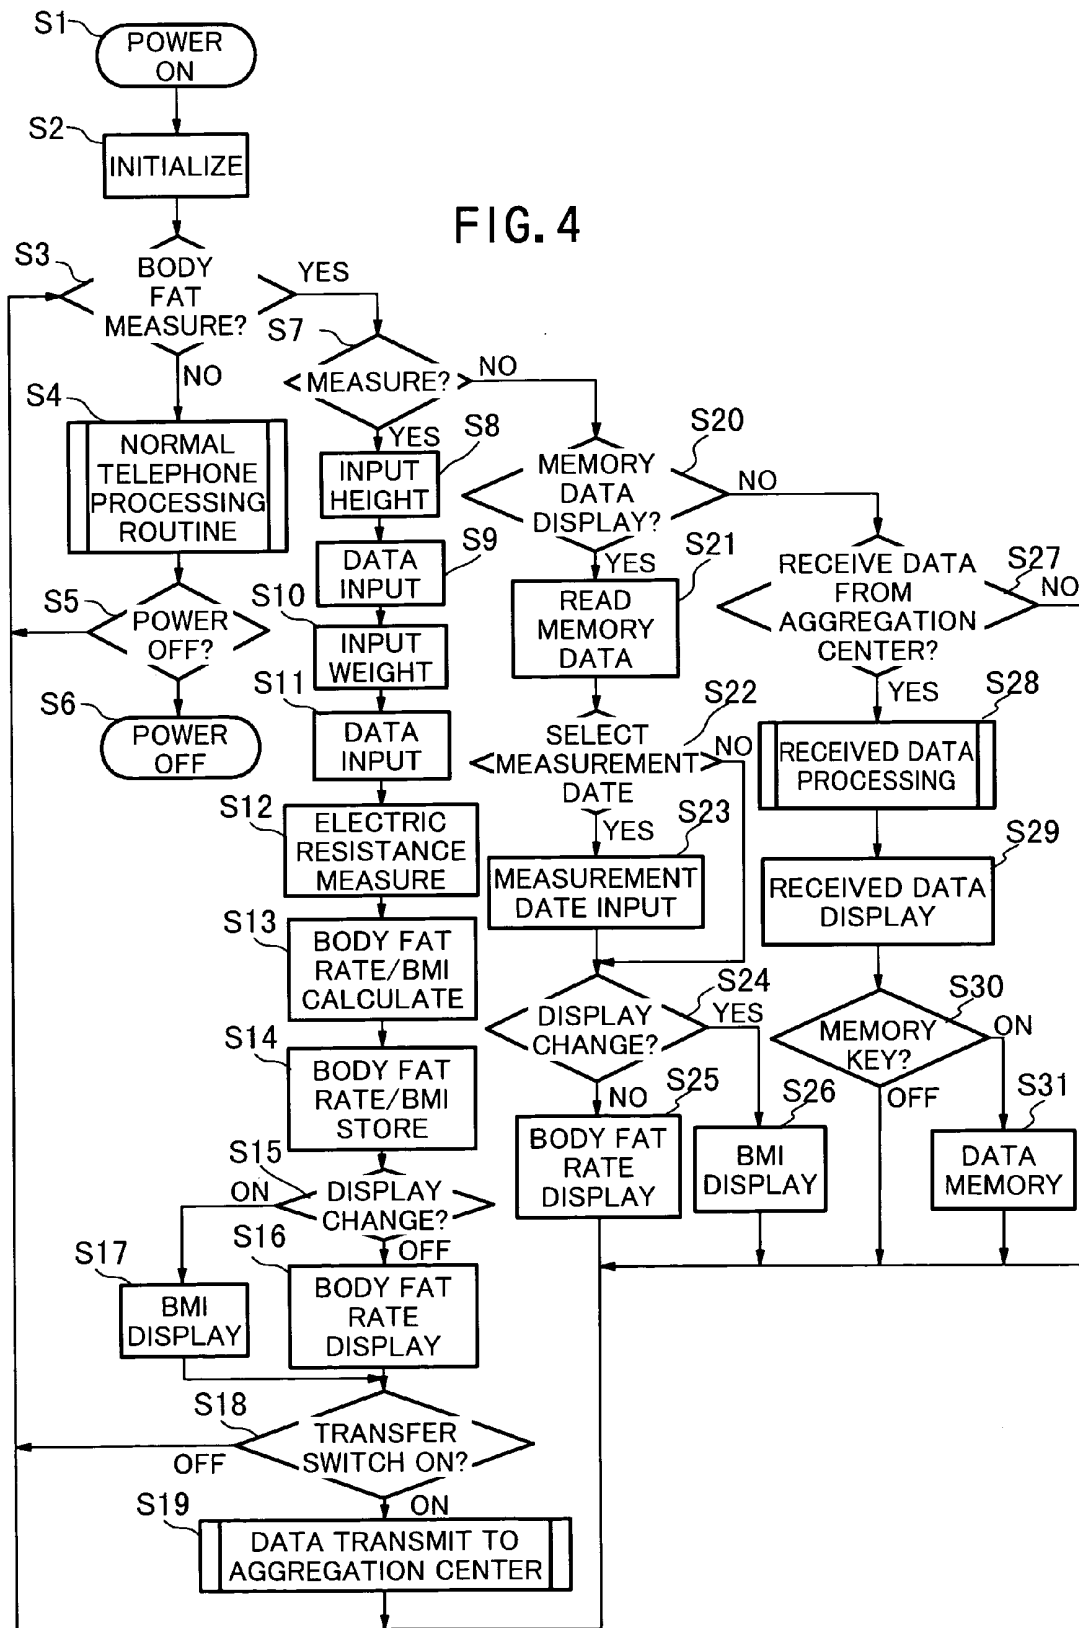 S1
POWER
ON
S2
INITIALIZE
FIG. 4
S3
BODY
FAT
MEASURE?
YES
NO
S4
NORMAL
TELEPHONE
PROCESSING
ROUTINE
S5
POWER
OFF?
S6
POWER
OFF
S7
MEASURE?
NO
YES
S8
INPUT
HEIGHT
S9
DATA
INPUT
S10
INPUT
WEIGHT
S11
DATA
INPUT
S12
ELECTRIC
RESISTANCE
MEASURE
S13
BODY FAT
RATE/BMI
CALCULATE
S14
BODY FAT
RATE/BMI
STORE
S15
DISPLAY
CHANGE?
ON
OFF
S16
BODY FAT
RATE
DISPLAY
S17
BMI
DISPLAY
S18
TRANSFER
SWITCH ON?
OFF
ON
S19
DATA TRANSMIT TO
AGGREGATION CENTER
S20
MEMORY
DATA
DISPLAY?
NO
YES
S21
READ
MEMORY
DATA
S22
SELECT
MEASUREMENT
DATE
NO
YES
S23
MEASUREMENT
DATE INPUT
S24
DISPLAY
CHANGE?
YES
NO
S25
BODY FAT
RATE
DISPLAY
S26
BMI
DISPLAY
S27
RECEIVE DATA
FROM
AGGREGATION
CENTER?
NO
YES
S28
RECEIVED DATA
PROCESSING
S29
RECEIVED DATA
DISPLAY
S30
MEMORY
KEY?
ON
OFF
S31
DATA
MEMORY